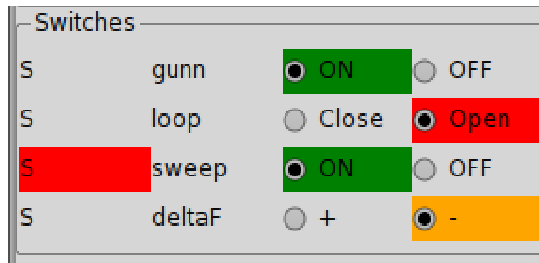 Switches
S gunn ON OFF
S loop Close Open
S sweep ON OFF
S deltaF + -